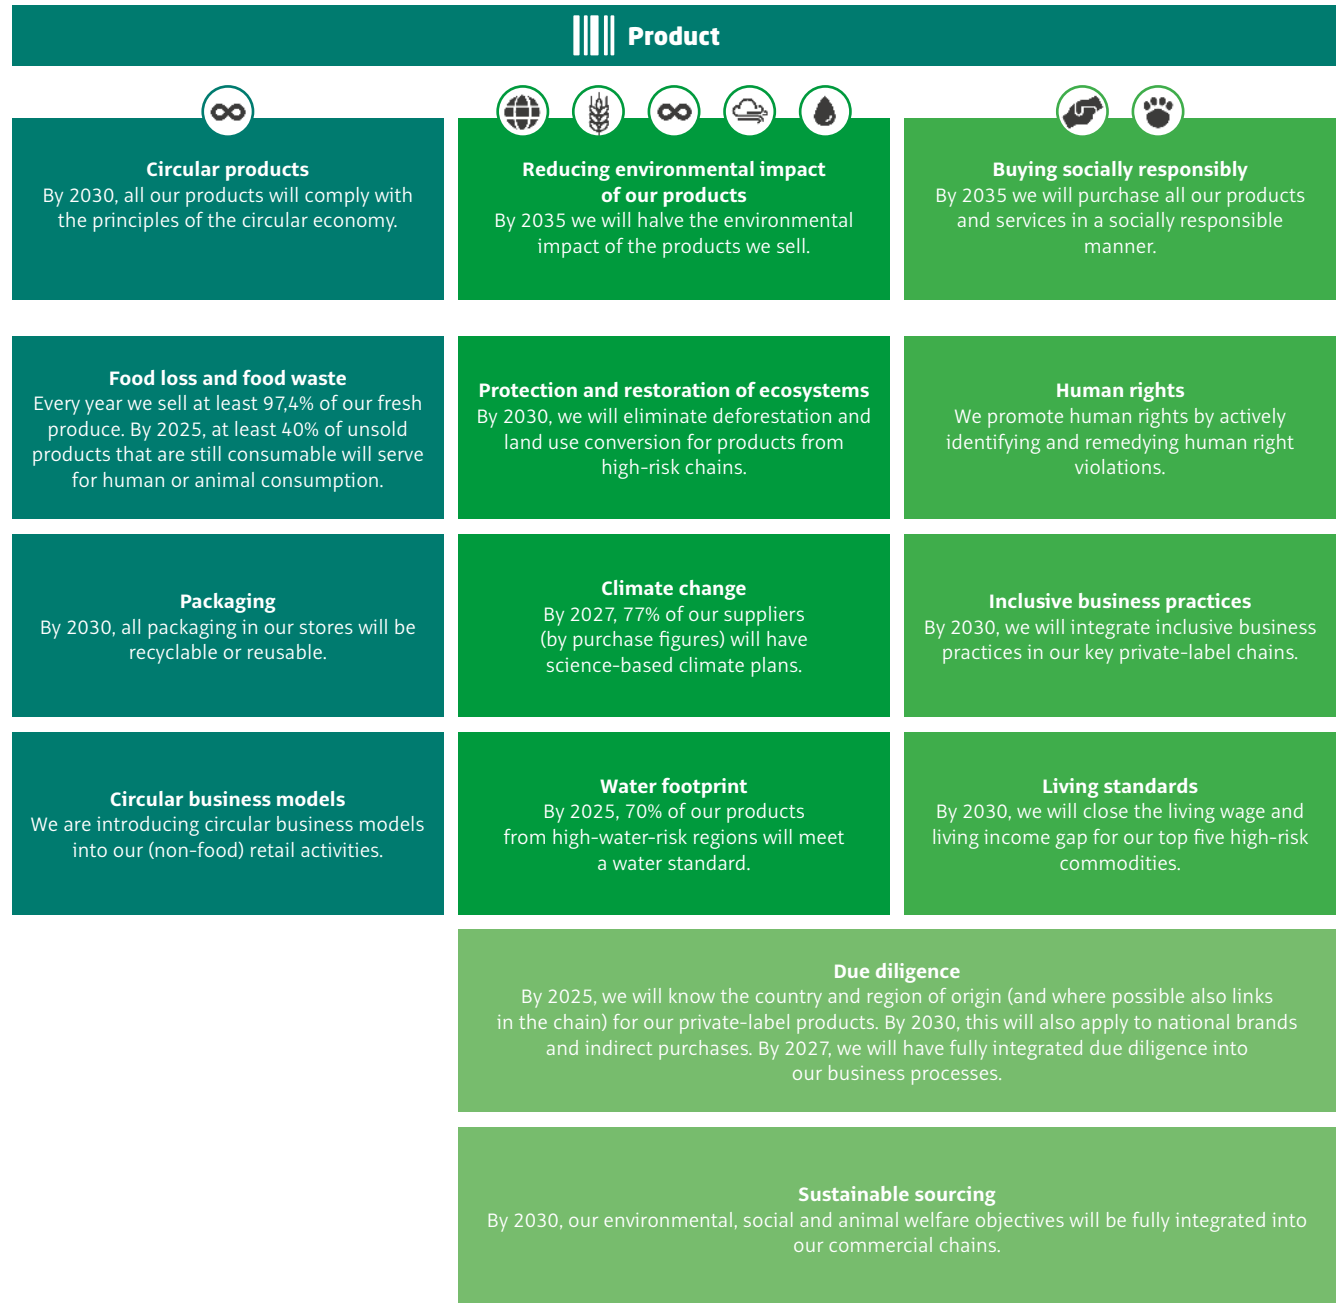 Product
Circular products
By 2030, all our products will comply with
the principles of the circular economy.
Reducing environmental impact
of our products
By 2035 we will halve the environmental
impact of the products we sell.
Buying socially responsibly
By 2035 we will purchase all our products
and services in a socially responsible
manner.
Food loss and food waste
Every year we sell at least 97,4% of our fresh
produce. By 2025, at least 40% of unsold
products that are still consumable will serve
for human or animal consumption.
Protection and restoration of ecosystems
By 2030, we will eliminate deforestation and
land use conversion for products from
high-risk chains.
Human rights
We promote human rights by actively
identifying and remedying human right
violations.
Packaging
By 2030, all packaging in our stores will be
recyclable or reusable.
Climate change
By 2027, 77% of our suppliers
(by purchase figures) will have
science-based climate plans.
Inclusive business practices
By 2030, we will integrate inclusive business
practices in our key private-label chains.
Circular business models
We are introducing circular business models
into our (non-food) retail activities.
Water footprint
By 2025, 70% of our products
from high-water-risk regions will meet
a water standard.
Living standards
By 2030, we will close the living wage and
living income gap for our top five high-risk
commodities.
Due diligence
By 2025, we will know the country and region of origin (and where possible also links
in the chain) for our private-label products. By 2030, this will also apply to national brands
and indirect purchases. By 2027, we will have fully integrated due diligence into
our business processes.
Sustainable sourcing
By 2030, our environmental, social and animal welfare objectives will be fully integrated into
our commercial chains.